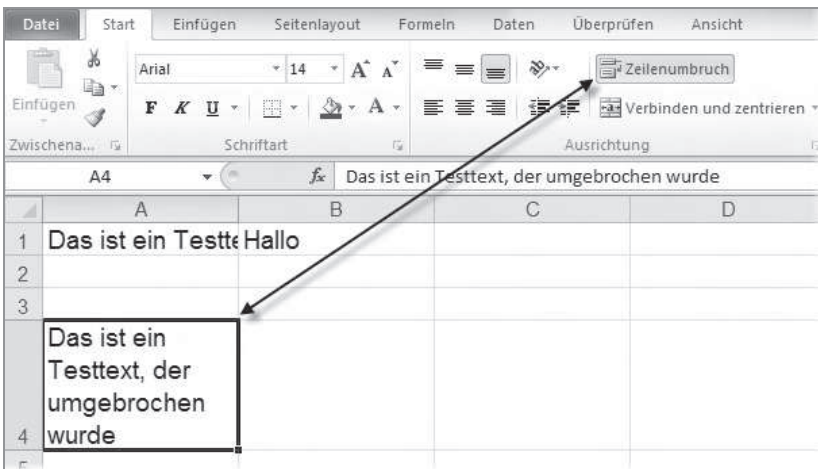 Datei Start Einfügen Seitenlayout Formeln Daten Überprüfen Ansicht
Arial 14 A A Zeilenumbruch
Einfügen F K U A Verbinden und zentrieren
Zwischena... Schriftart Ausrichtung
A4 fx Das ist ein Testtext, der umgebrochen wurde
A B C D
1 Das ist ein Testte Hallo
2
3
Das ist ein
Testtext, der
umgebrochen
4 wurde
5